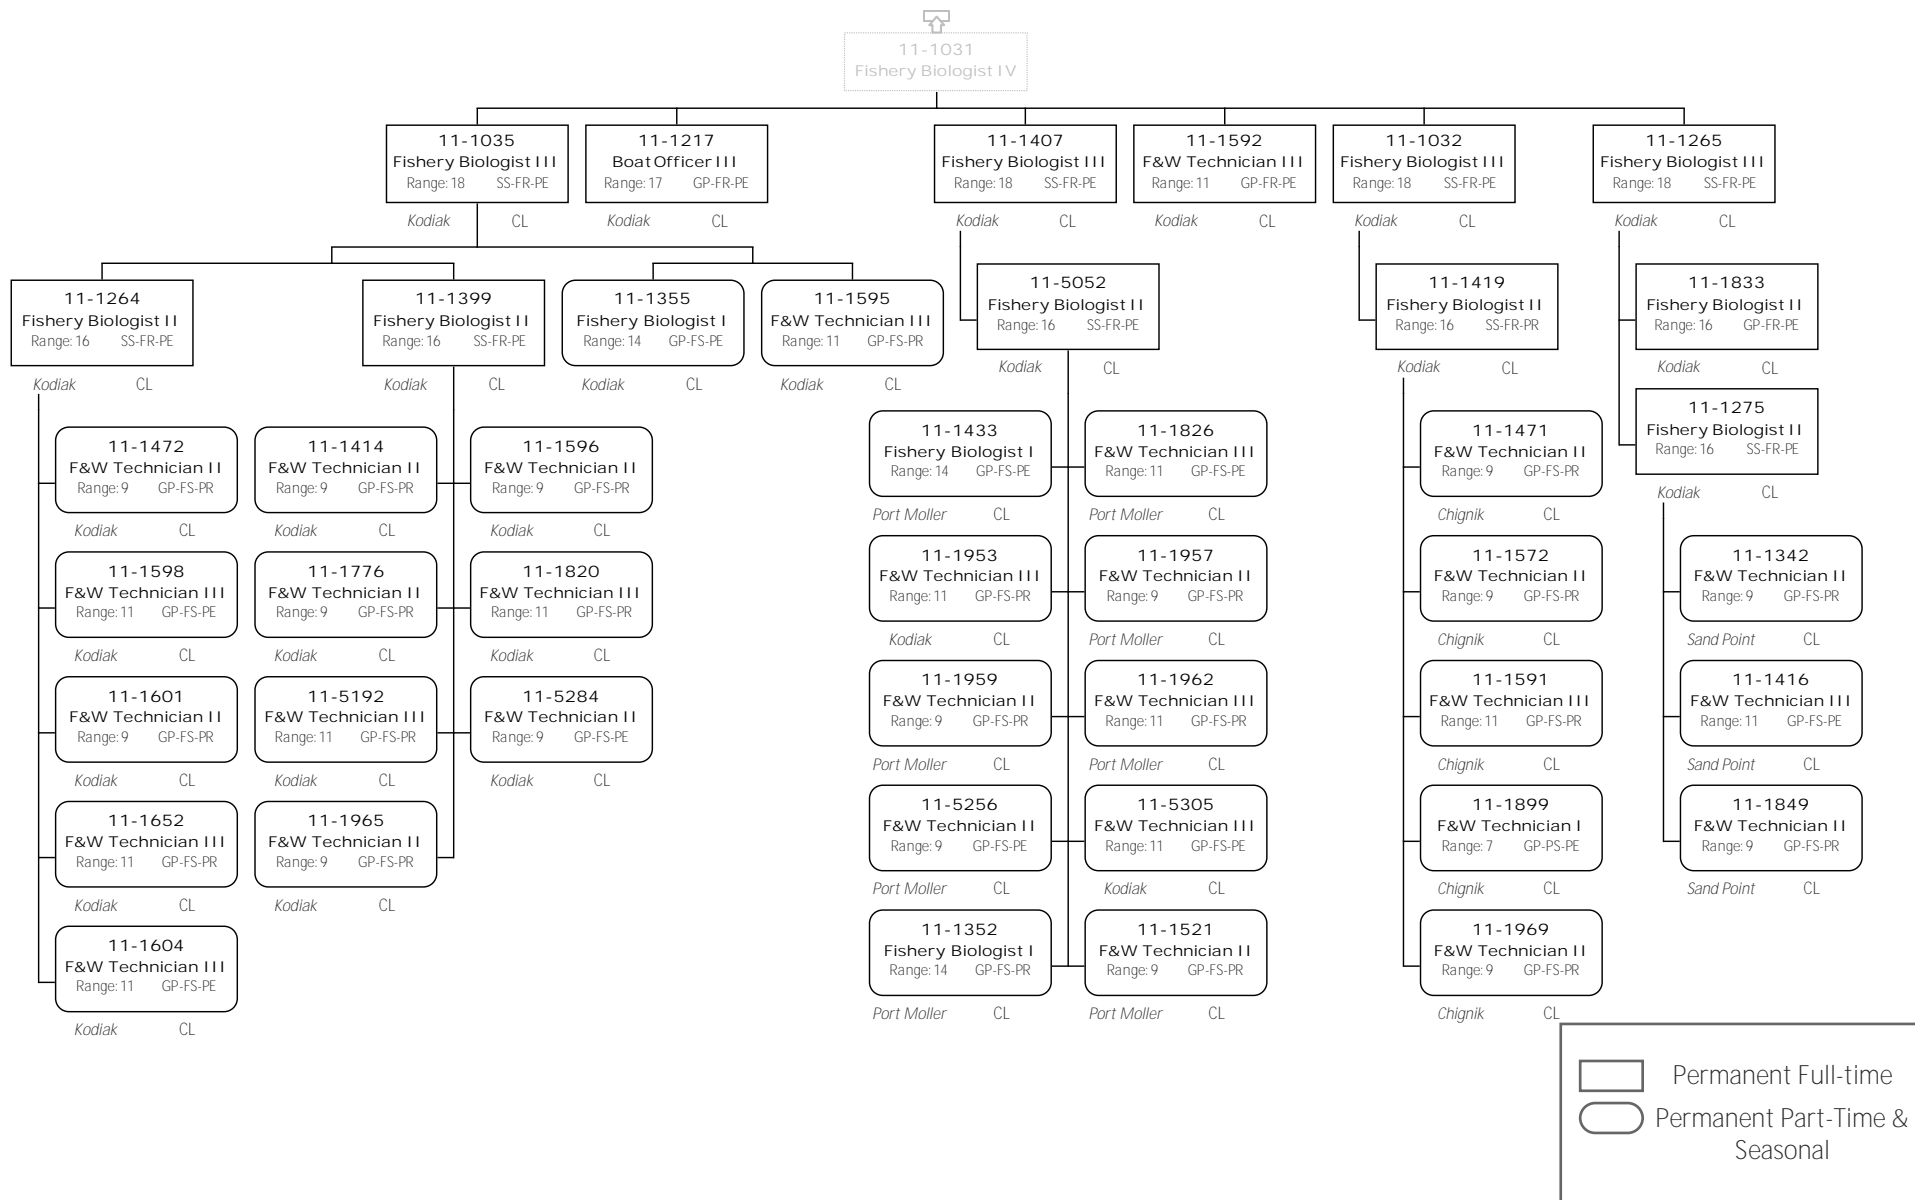 11-1031
Fishery Biologist IV
11-1035
Fishery Biologist III
Range: 18 SS-FR-PE
Kodiak CL
11-1217
Boat Officer III
Range: 17 GP-FR-PE
Kodiak CL
11-1407
Fishery Biologist III
Range: 18 SS-FR-PE
Kodiak CL
11-1592
F&W Technician III
Range: 11 GP-FR-PE
Kodiak CL
11-1032
Fishery Biologist III
Range: 18 SS-FR-PE
Kodiak CL
11-1265
Fishery Biologist III
Range: 18 SS-FR-PE
Kodiak CL
11-1264
Fishery Biologist II
Range: 16 SS-FR-PE
Kodiak CL
11-1399
Fishery Biologist II
Range: 16 SS-FR-PE
Kodiak CL
11-1355
Fishery Biologist I
Range: 14 GP-FS-PE
Kodiak CL
11-1595
F&W Technician III
Range: 11 GP-FS-PR
Kodiak CL
11-5052
Fishery Biologist II
Range: 16 SS-FR-PE
Kodiak CL
11-1419
Fishery Biologist II
Range: 16 SS-FR-PR
Kodiak CL
11-1833
Fishery Biologist II
Range: 16 GP-FR-PE
Kodiak CL
11-1275
Fishery Biologist II
Range: 16 SS-FR-PE
Kodiak CL
11-1472
F&W Technician II
Range: 9 GP-FS-PR
Kodiak CL
11-1598
F&W Technician III
Range: 11 GP-FS-PE
Kodiak CL
11-1601
F&W Technician II
Range: 9 GP-FS-PR
Kodiak CL
11-1652
F&W Technician III
Range: 11 GP-FS-PR
Kodiak CL
11-1604
F&W Technician III
Range: 11 GP-FS-PE
Kodiak CL
11-1414
F&W Technician II
Range: 9 GP-FS-PR
Kodiak CL
11-1596
F&W Technician II
Range: 9 GP-FS-PR
Kodiak CL
11-1776
F&W Technician II
Range: 9 GP-FS-PR
Kodiak CL
11-1820
F&W Technician III
Range: 11 GP-FS-PR
Kodiak CL
11-5192
F&W Technician III
Range: 11 GP-FS-PR
Kodiak CL
11-5284
F&W Technician II
Range: 9 GP-FS-PE
Kodiak CL
11-1965
F&W Technician II
Range: 9 GP-FS-PR
Kodiak CL
11-1433
Fishery Biologist I
Range: 14 GP-FS-PE
Port Moller CL
11-1826
F&W Technician III
Range: 11 GP-FS-PE
Port Moller CL
11-1953
F&W Technician III
Range: 11 GP-FS-PR
Kodiak CL
11-1957
F&W Technician II
Range: 9 GP-FS-PR
Port Moller CL
11-1959
F&W Technician II
Range: 9 GP-FS-PR
Port Moller CL
11-1962
F&W Technician III
Range: 11 GP-FS-PR
Port Moller CL
11-5256
F&W Technician II
Range: 9 GP-FS-PE
Port Moller CL
11-5305
F&W Technician III
Range: 11 GP-FS-PE
Kodiak CL
11-1352
Fishery Biologist I
Range: 14 GP-FS-PR
Port Moller CL
11-1521
F&W Technician II
Range: 9 GP-FS-PR
Port Moller CL
11-1471
F&W Technician II
Range: 9 GP-FS-PR
Chignik CL
11-1572
F&W Technician II
Range: 9 GP-FS-PR
Chignik CL
11-1591
F&W Technician III
Range: 11 GP-FS-PR
Chignik CL
11-1899
F&W Technician I
Range: 7 GP-PS-PE
Chignik CL
11-1969
F&W Technician II
Range: 9 GP-FS-PR
Chignik CL
11-1342
F&W Technician II
Range: 9 GP-FS-PR
Sand Point CL
11-1416
F&W Technician III
Range: 11 GP-FS-PE
Sand Point CL
11-1849
F&W Technician II
Range: 9 GP-FS-PR
Sand Point CL
Permanent Full-time
Permanent Part-Time &
Seasonal